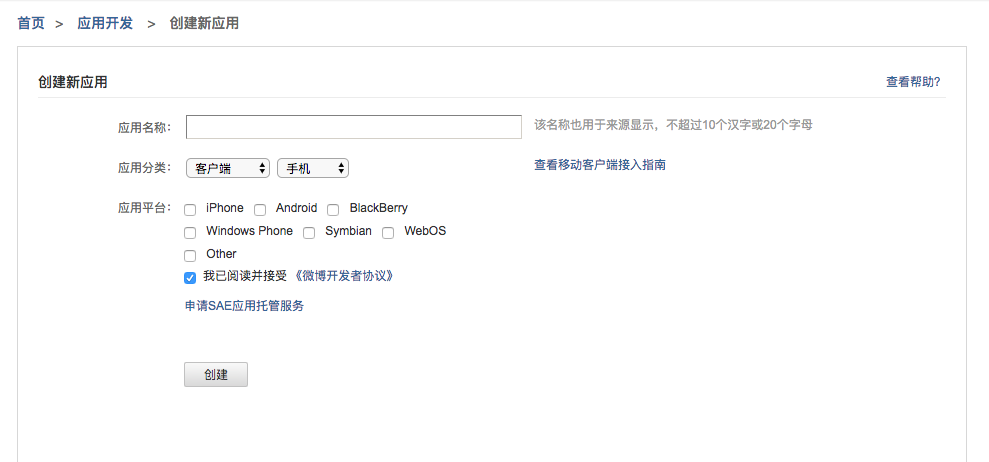 首页 > 应用开发 > 创建新应用
创建新应用 查看帮助?
应用名称: 该名称也用于来源显示，不超过10个汉字或20个字母
应用分类: 客户端 手机 查看移动客户端接入指南
应用平台: iPhone Android BlackBerry
Windows Phone Symbian WebOS
Other
我已阅读并接受 《微博开发者协议》
申请SAE应用托管服务
创建